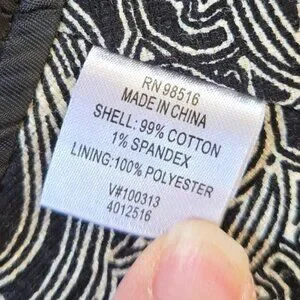 RN 98516
MADE IN CHINA
SHELL: 99% COTTON
1% SPANDEX
LINING:100% POLYESTER
V#100313
4012516